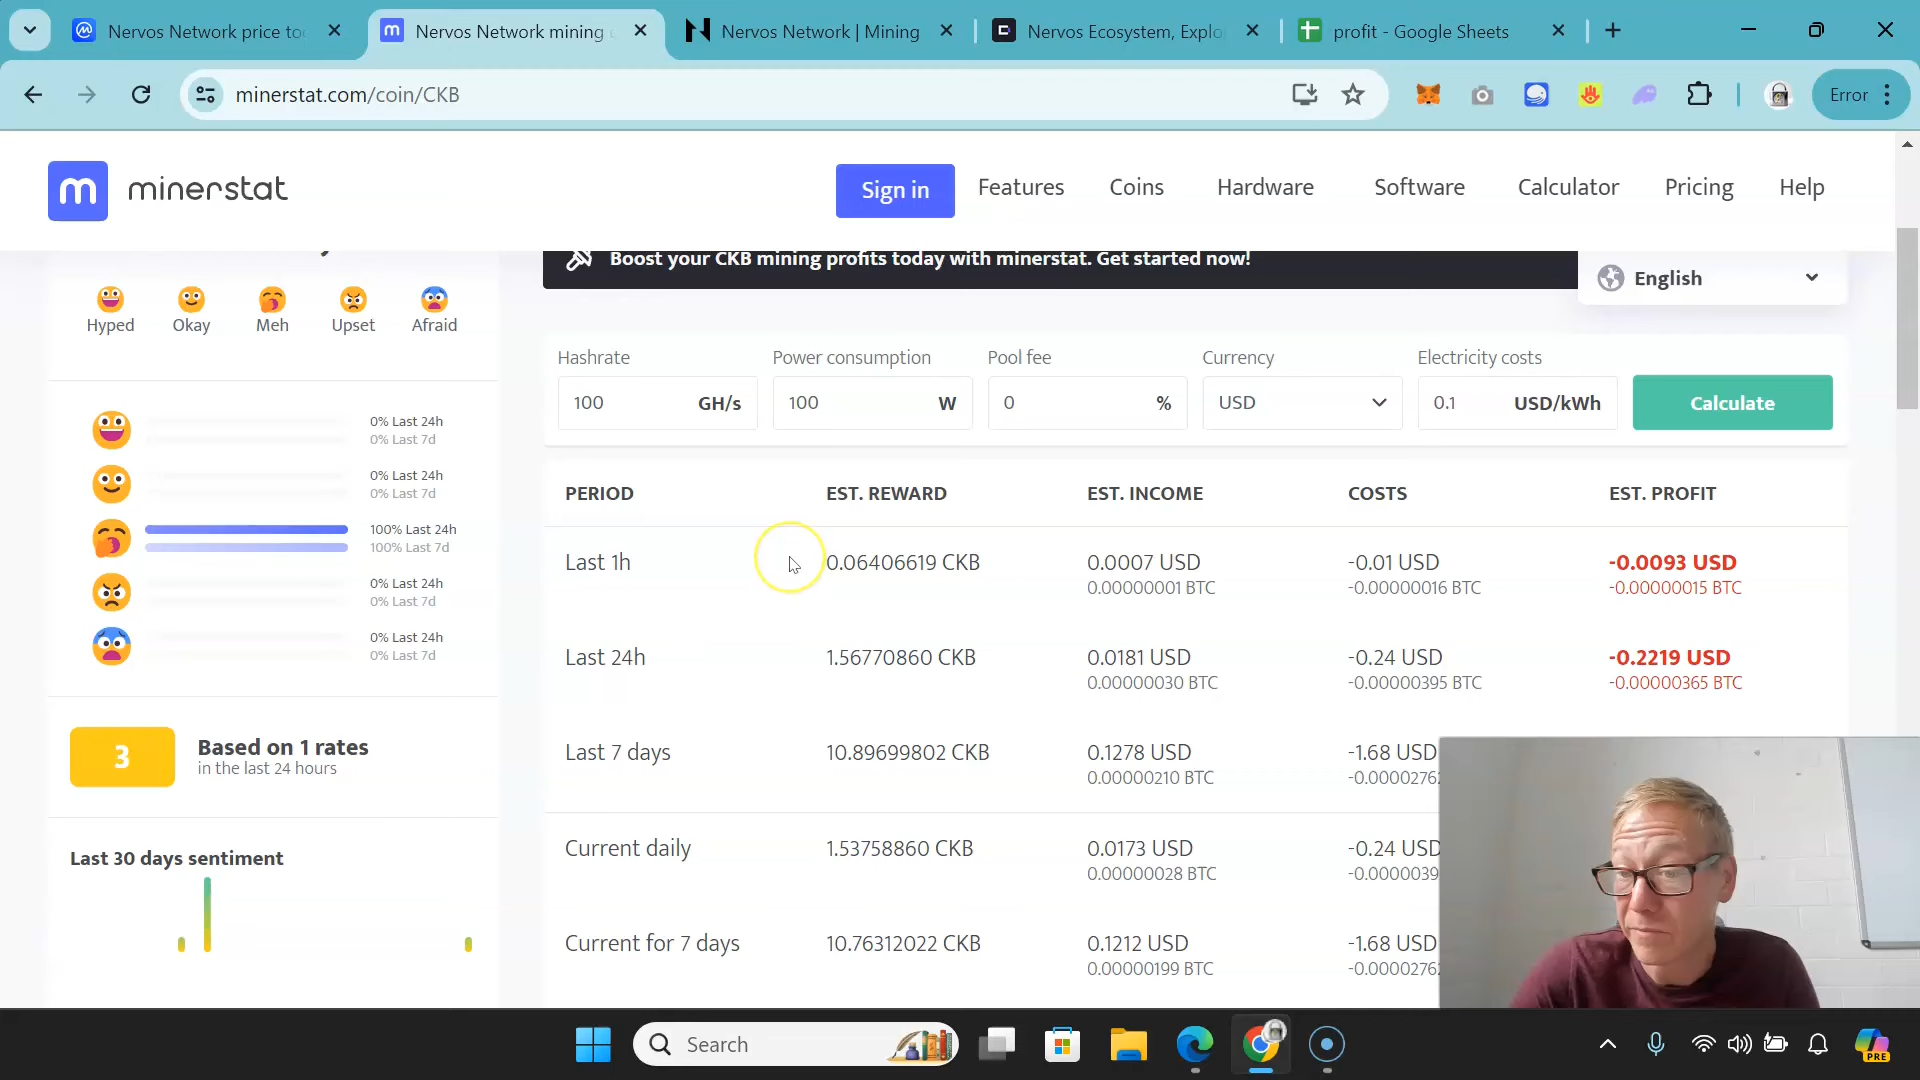 Nervos Network price to
Nervos Network mining
Nervos Network | Mining
Nervos Ecosystem, Explo
profit - Google Sheets
minerstat.com/coin/CKB
Error
m minerstat
Sign in
Features
Coins
Hardware
Software
Calculator
Pricing
Help
Boost your CKB mining profits today with minerstat. Get started now!
English
Hyped
Okay
Meh
Upset
Afraid
0% Last 24h
0% Last 7d
0% Last 24h
0% Last 7d
100% Last 24h
100% Last 7d
0% Last 24h
0% Last 7d
0% Last 24h
0% Last 7d
3
Based on 1 rates
in the last 24 hours
Last 30 days sentiment
Hashrate
Power consumption
Pool fee
Currency
Electricity costs
100 GH/s
100 W
0 %
USD
0.1 USD/kWh
Calculate
PERIOD EST. REWARD EST. INCOME COSTS EST. PROFIT
Last 1h 0.06406619 CKB 0.0007 USD -0.01 USD -0.0093 USD
0.00000001 BTC -0.00000016 BTC -0.00000015 BTC
Last 24h 1.56770860 CKB 0.0181 USD -0.24 USD -0.2219 USD
0.00000030 BTC -0.00000395 BTC -0.00000365 BTC
Last 7 days 10.89699802 CKB 0.1278 USD -1.68 USD
0.00000210 BTC -0.0000276
Current daily 1.53758860 CKB 0.0173 USD -0.24 USD
0.00000028 BTC -0.0000039
Current for 7 days 10.76312022 CKB 0.1212 USD -1.68 USD
0.00000199 BTC -0.0000276
Search
PRE